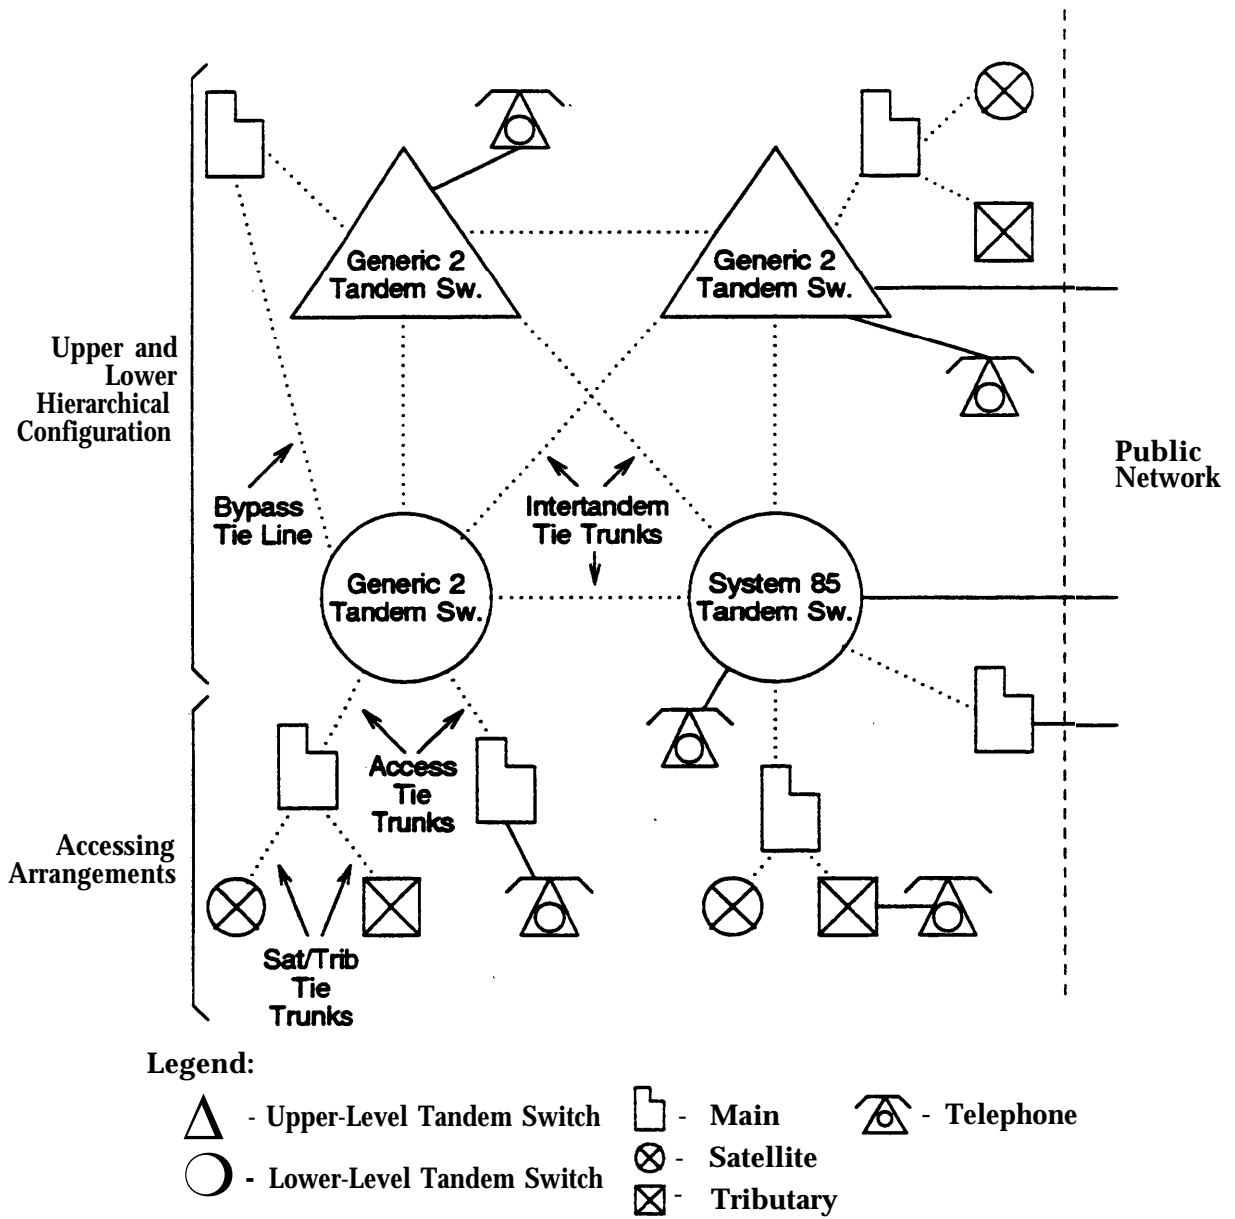 Generic 2
Tandem Sw.
Generic 2
Tandem Sw.
Upper and
Lower
Hierarchical
Configuration
Public
Network
Bypass
Tie Line
Intertandem
Tie Trunks
Generic 2
Tandem Sw.
System 85
Tandem Sw.
Access
Tie
Trunks
Accessing
Arrangements
Sat/Trib
Tie
Trunks
Legend:
- Upper-Level Tandem Switch
- Main
- Telephone
- Satellite
- Lower-Level Tandem Switch
- Tributary